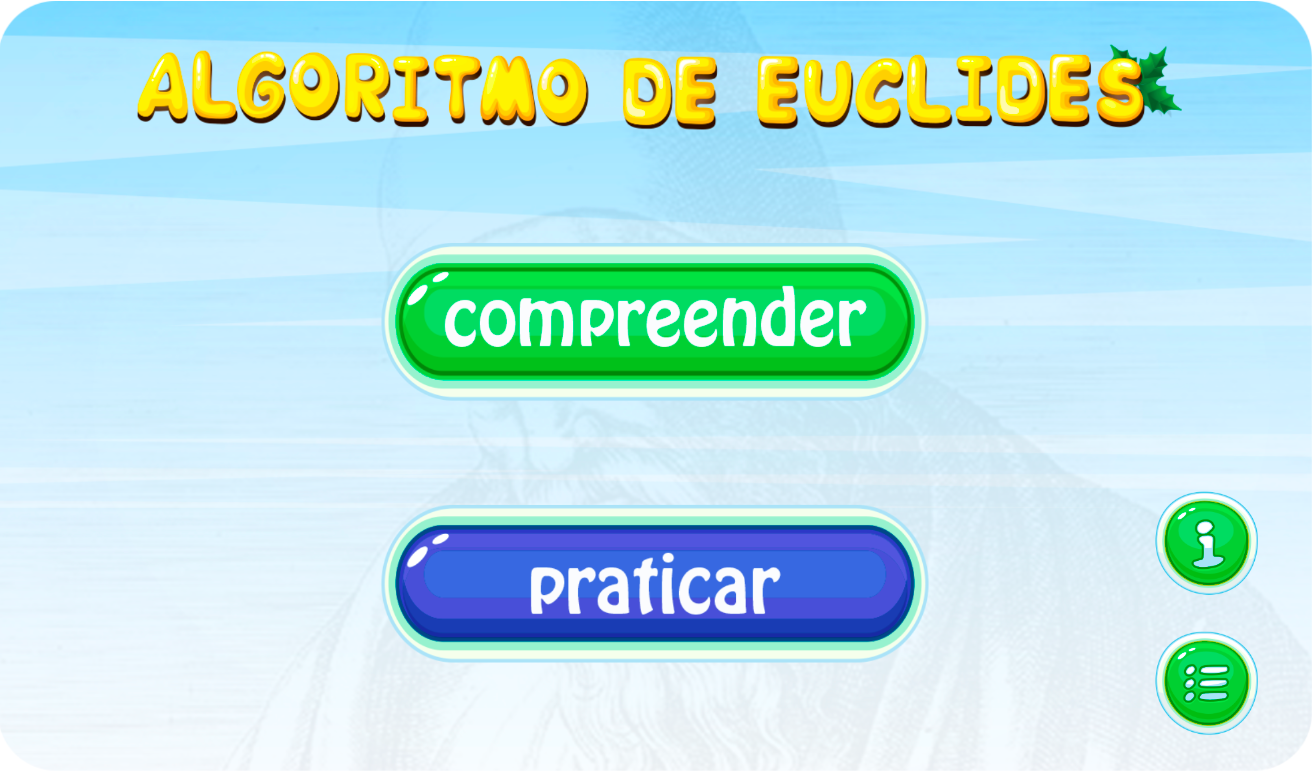 ALGORITMO DE EUCLIDES
compreender
praticar
i